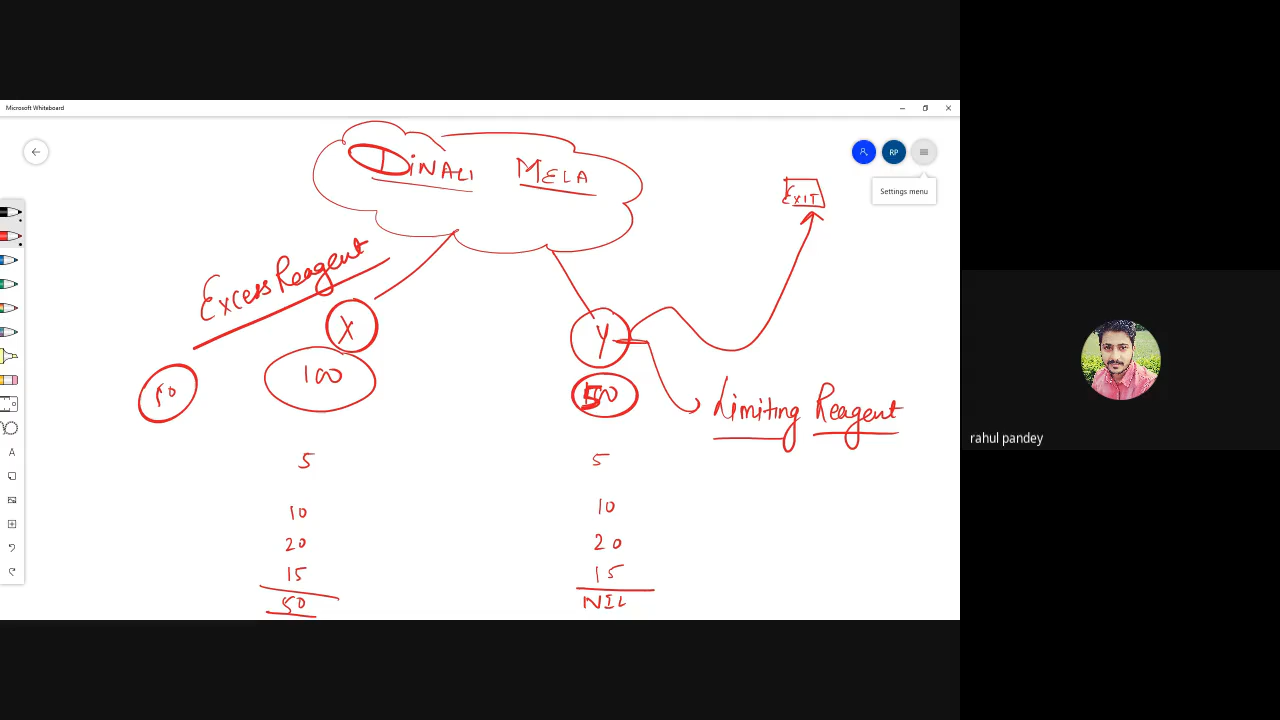 Microsoft Whiteboard
DiWALI MELA
RP
EXIT
Settings menu
Excess Reagent
X
Y
100
50
50
Limiting Reagent
rahul pandey
5 5
10 10
20 20
15 15
50 NIL
A